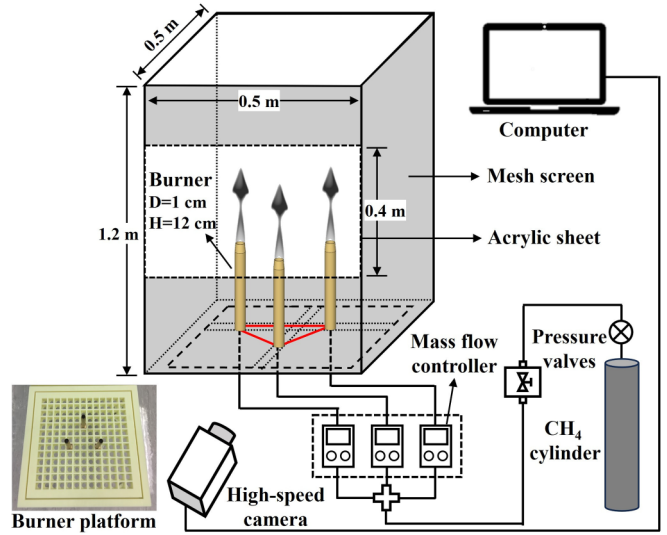 0.5 m
0.5 m
Computer
Burner
D=1 cm
H=12 cm
0.4 m
Mesh screen
1.2 m
Acrylic sheet
Mass flow
controller
Pressure
valves
CH₄
cylinder
High-speed
camera
Burner platform